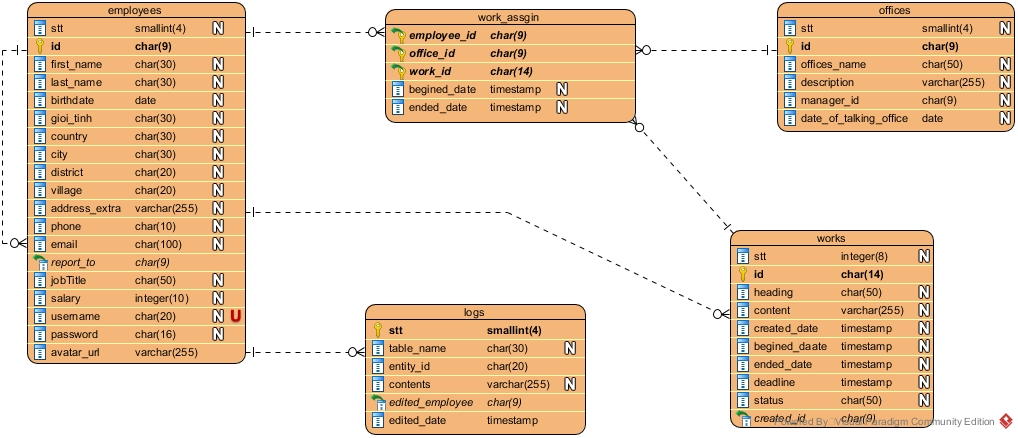 employees
stt smallint(4) N
id char(9)
first_name char(30) N
last_name char(30) N
birthdate date N
gioi_tinh char(30) N
country char(30) N
city char(30) N
district char(20) N
village char(20) N
address_extra varchar(255) N
phone char(10) N
email char(100) N
report_to char(9)
jobTitle char(50) N
salary integer(10) N
username char(20) N U
password char(16) N
avatar_url varchar(255)
work_assgin
employee_id char(9)
office_id char(9)
work_id char(14)
begined_date timestamp N
ended_date timestamp N
offices
stt smallint(4) N
id char(9)
offices_name char(50) N
description varchar(255) N
manager_id char(9) N
date_of_talking_office date N
works
stt integer(8) N
id char(14)
heading char(50) N
content varchar(255) N
created_date timestamp N
begined_daate timestamp N
ended_date timestamp N
deadline timestamp N
status char(50) N
created_id char(9)
logs
stt smallint(4)
table_name char(30) N
entity_id char(20)
contents varchar(255) N
edited_employee char(9)
edited_date timestamp
Powered By Visual Paradigm Community Edition